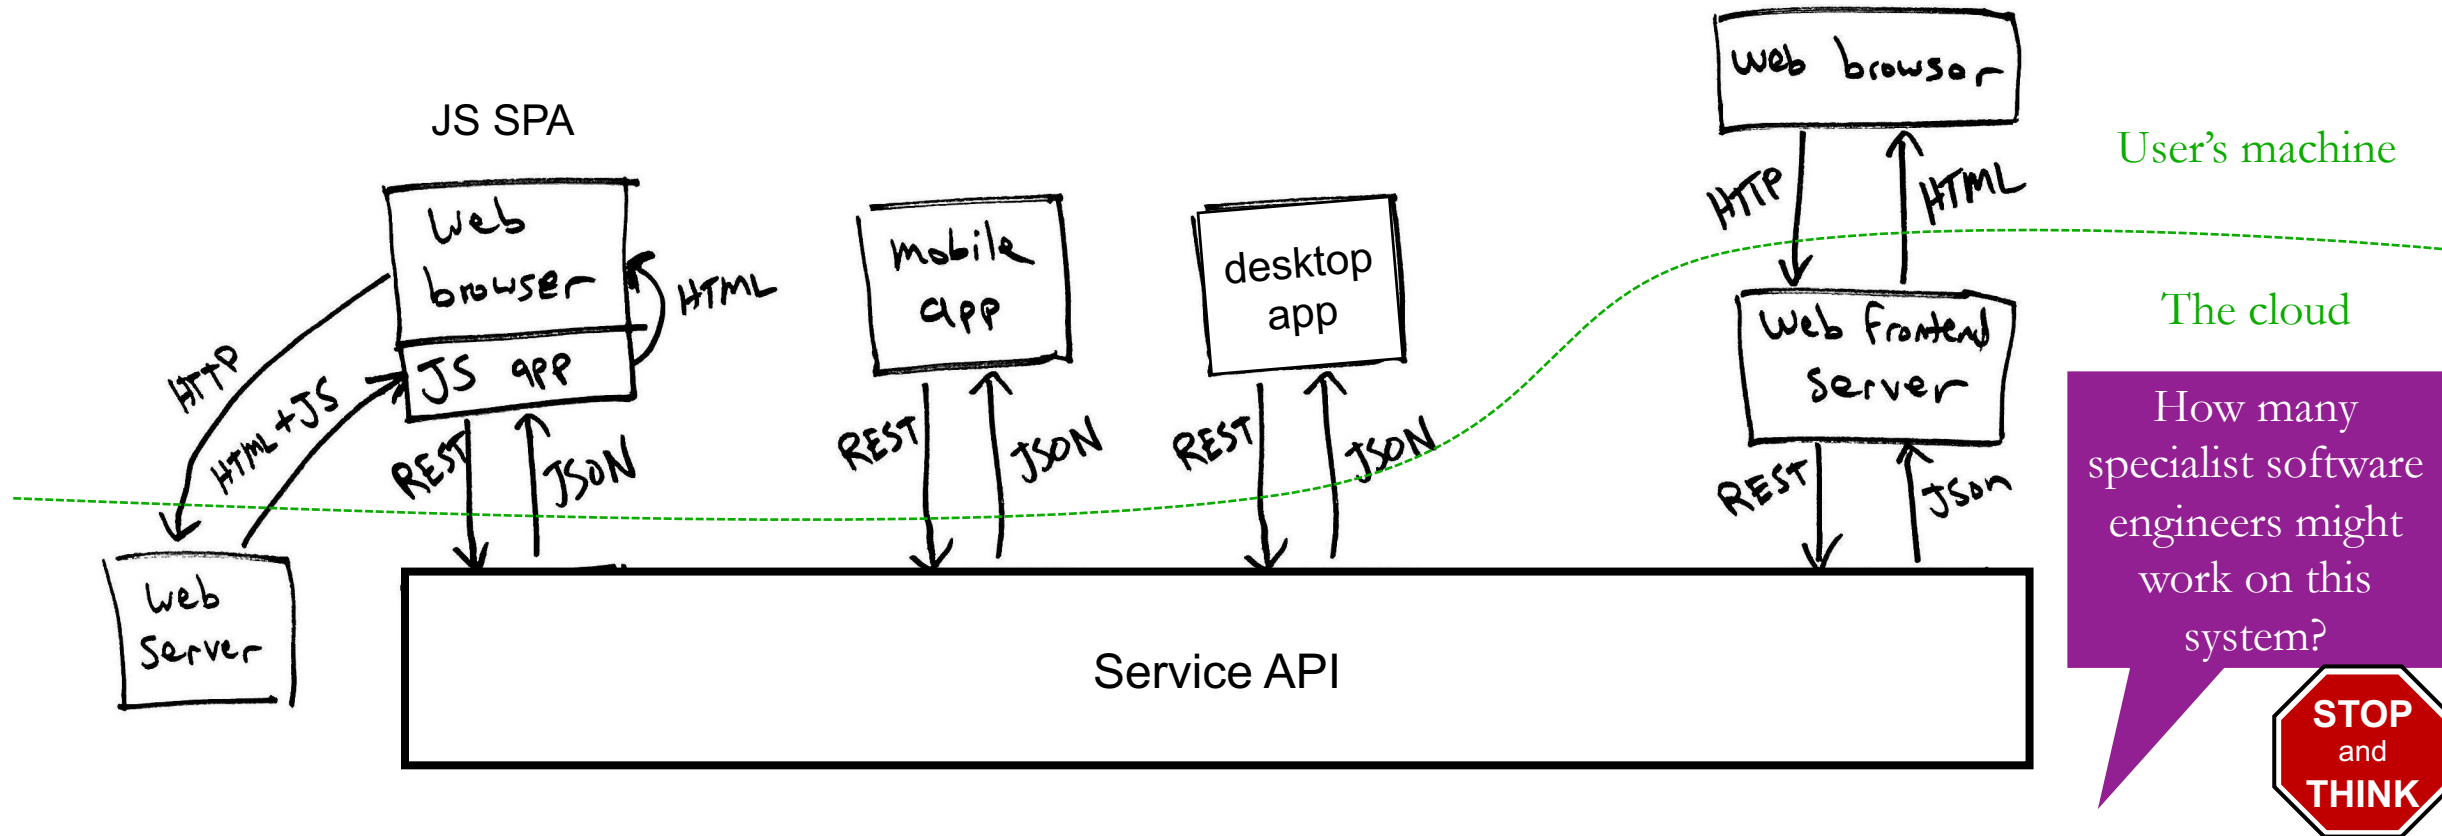 JS SPA
Web
browser
JS app
HTML
HTTP
HTML+JS
REST
JSON
Web
Server
mobile
app
REST
JSON
desktop
app
REST
JSON
Web browser
HTTP
HTML
Web Frontend
Server
REST
JSon
User's machine
The cloud
How many
specialist software
engineers might
work on this
system?
STOP
and
THINK
Service API